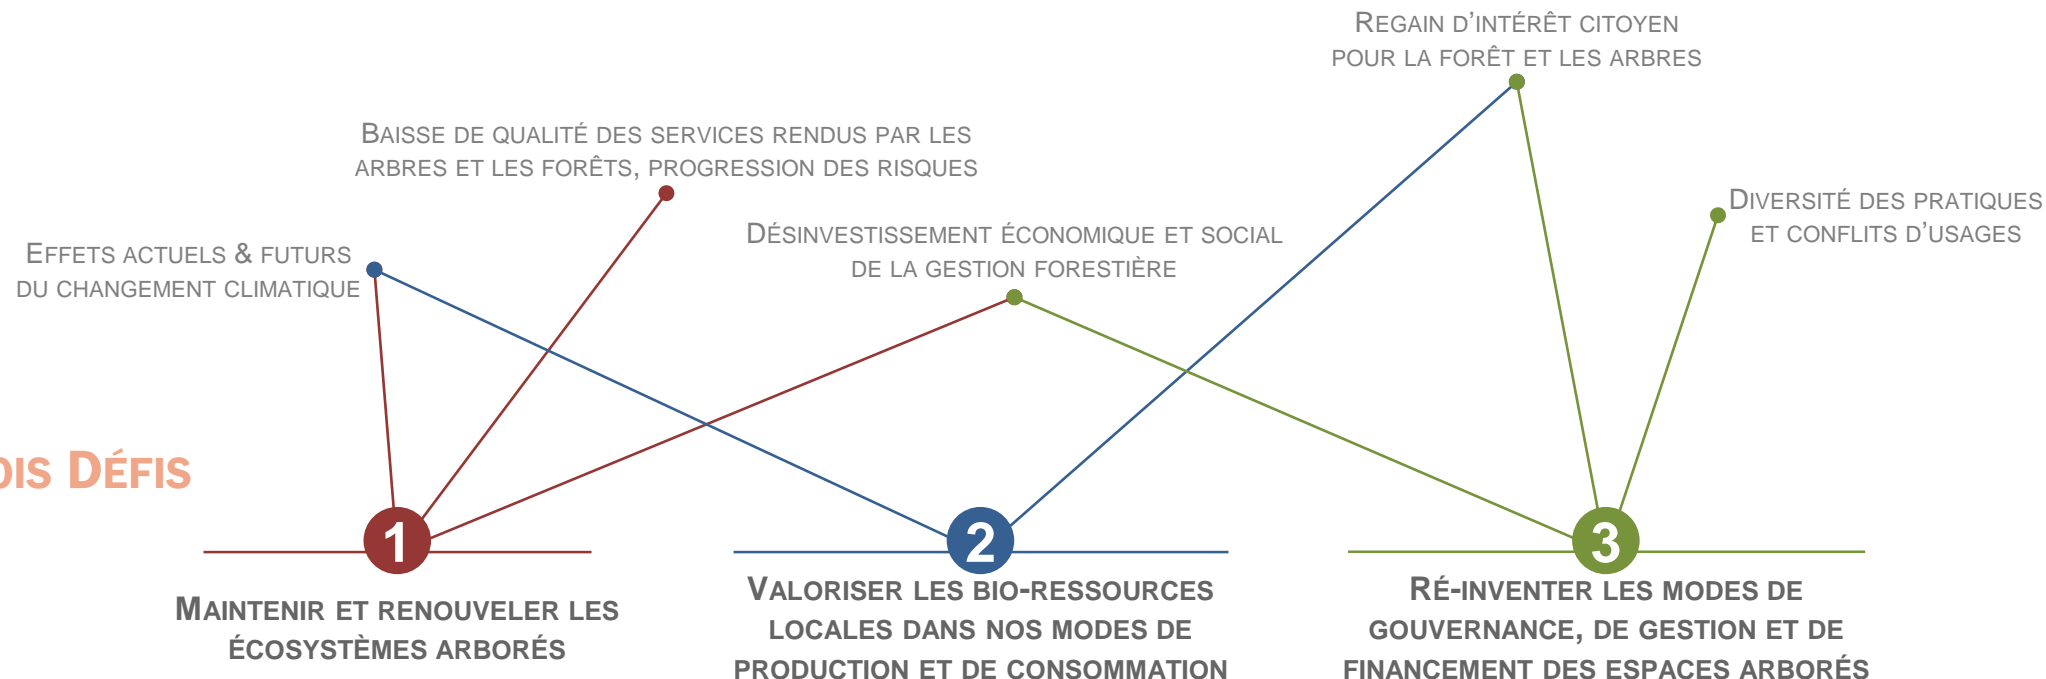 REGAIN D'INTÉRÊT CITOYEN
POUR LA FORÊT ET LES ARBRES
BAISSE DE QUALITÉ DES SERVICES RENDUS PAR LES
ARBRES ET LES FORÊTS, PROGRESSION DES RISQUES
DIVERSITÉ DES PRATIQUES
ET CONFLITS D'USAGES
DÉSINVESTISSEMENT ÉCONOMIQUE ET SOCIAL
DE LA GESTION FORESTIÈRE
EFFETS ACTUELS & FUTURS
DU CHANGEMENT CLIMATIQUE
DÉFIS
1
MAINTENIR ET RENOUVELER LES
ÉCOSYSTÈMES ARBORÉS
2
VALORISER LES BIO-RESSOURCES
LOCALES DANS NOS MODES DE
PRODUCTION ET DE CONSOMMATION
3
RÉ-INVENTER LES MODES DE
GOUVERNANCE, DE GESTION ET DE
FINANCEMENT DES ESPACES ARBORÉS